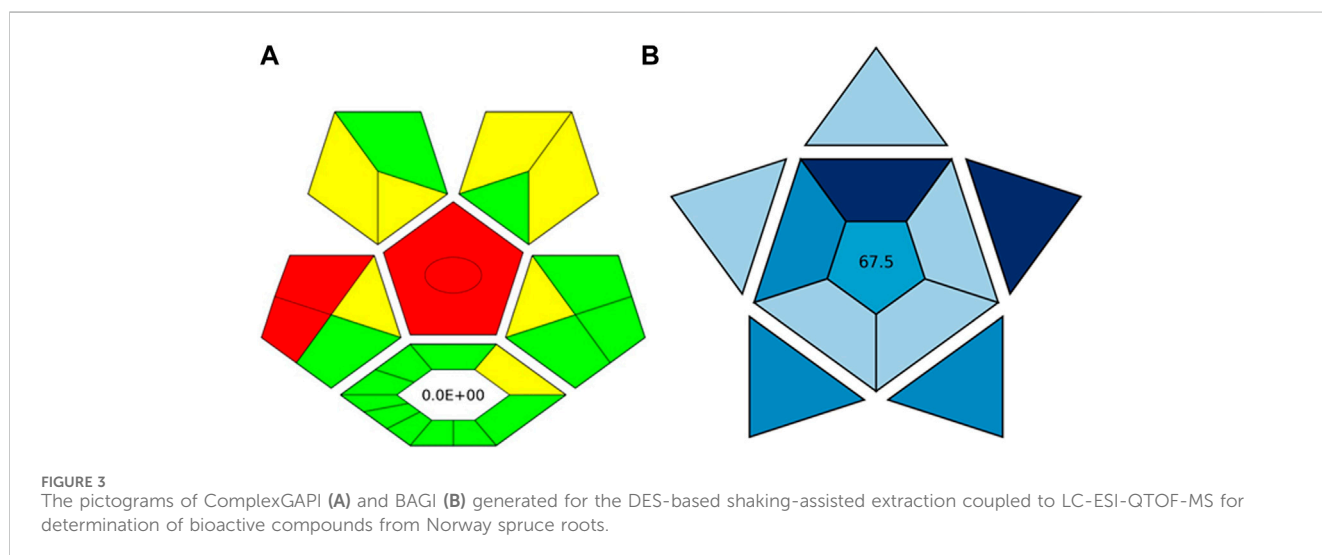 A
B
67.5
0.0E+00
FIGURE 3
The pictograms of ComplexGAPI (A) and BAGI (B) generated for the DES-based shaking-assisted extraction coupled to LC-ESI-QTOF-MS for
determination of bioactive compounds from Norway spruce roots.